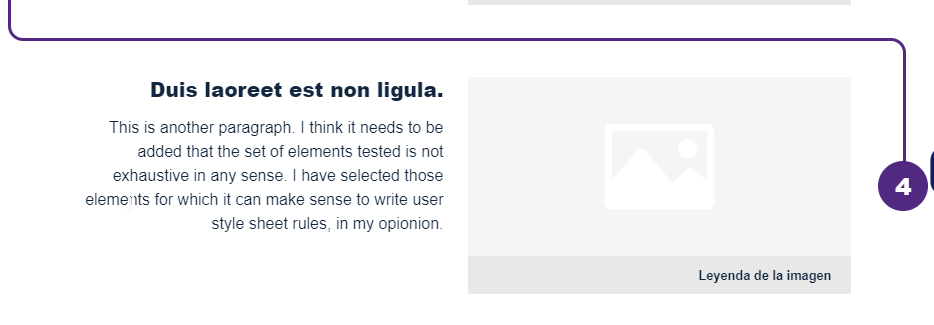 Duis laoreet est non ligula.
This is another paragraph. I think it needs to be
added that the set of elements tested is not
exhaustive in any sense. I have selected those
elements for which it can make sense to write user
style sheet rules, in my opionion.
4
Leyenda de la imagen